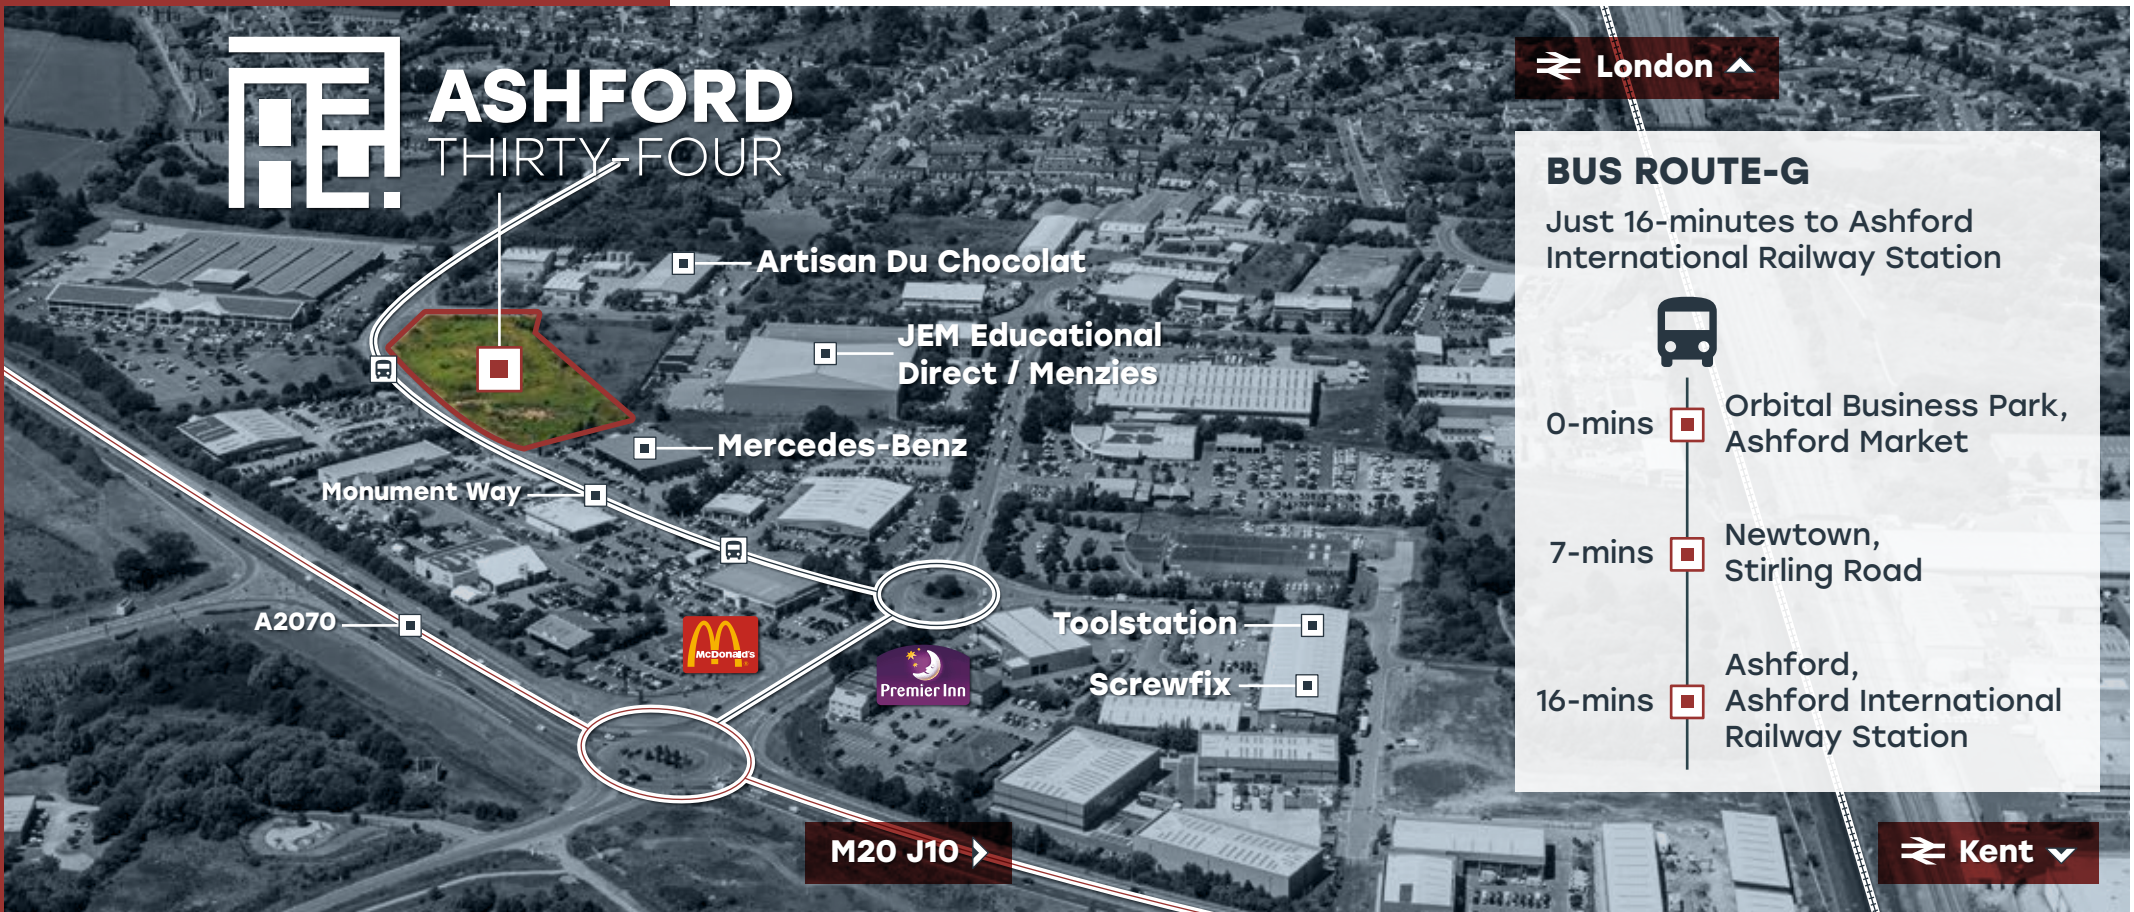 ASHFORD
THIRTY-FOUR
London
BUS ROUTE-G
Just 16-minutes to Ashford
International Railway Station
0-mins
Orbital Business Park,
Ashford Market
7-mins
Newtown,
Stirling Road
16-mins
Ashford,
Ashford International
Railway Station
Artisan Du Chocolat
JEM Educational
Direct / Menzies
Mercedes-Benz
Monument Way
A2070
McDonald's
Premier Inn
Toolstation
Screwfix
M20 J10
Kent